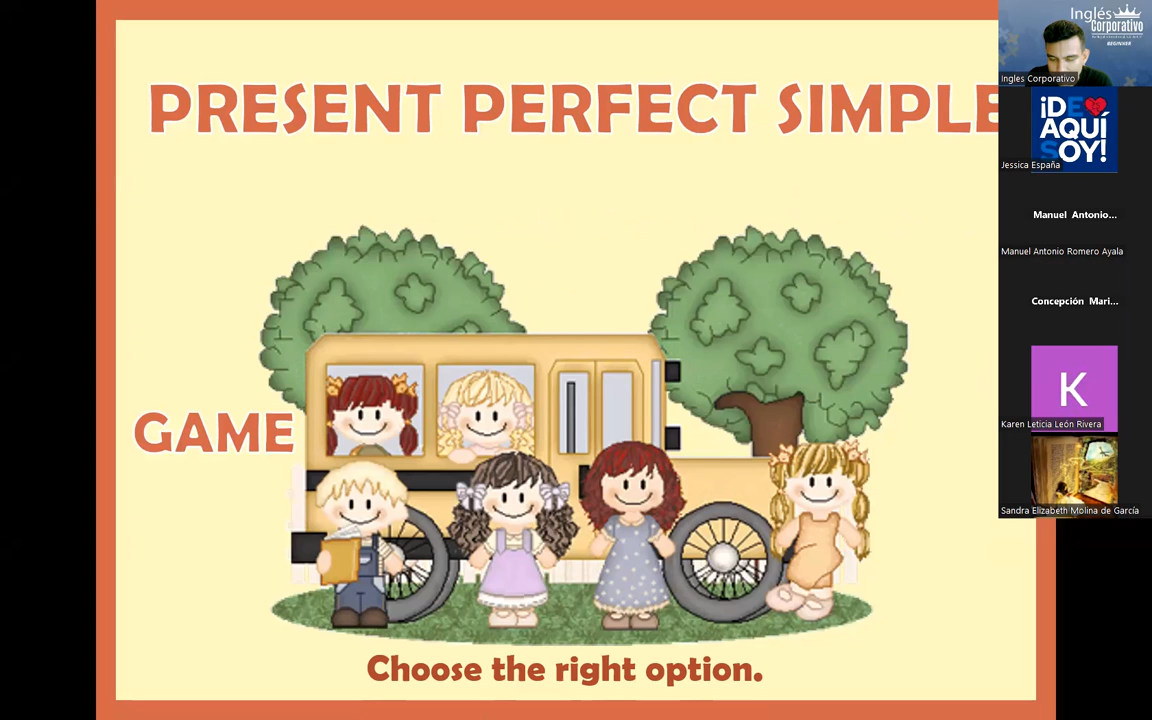 PRESENT PERFECT SIMPLE
GAME
Choose the right option.
Inglés
Corporativo
BEGINNER
Ingles Corporativo
¡DE
AQUÍ
SOY!
Jessica España
Manuel Antonio...
Manuel Antonio Romero Ayala
Concepción Mari...
K
Karen Leticia León Rivera
Sandra Elizabeth Molina de García